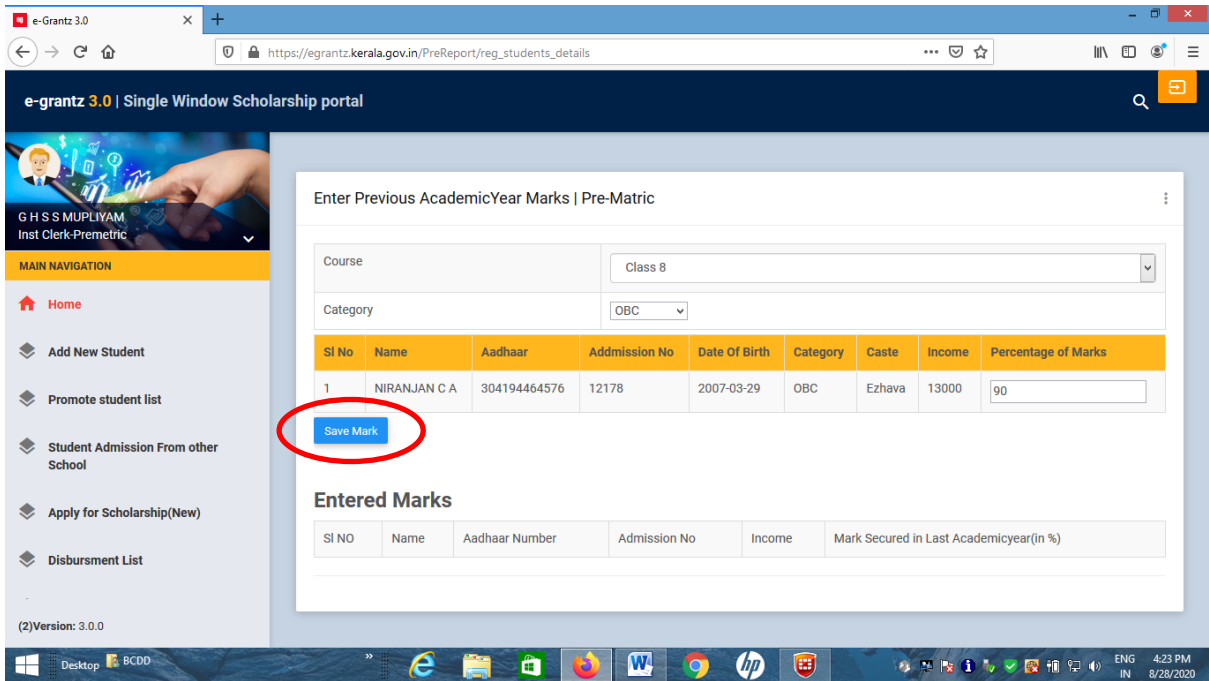 e-Grantz 3.0
https://egrantz.kerala.gov.in/PreReport/reg_students_details
e-grantz 3.0 | Single Window Scholarship portal
G H S S MUPLIYAM
Inst Clerk-Premetric
MAIN NAVIGATION
Home
Add New Student
Promote student list
Student Admission From other
School
Apply for Scholarship(New)
Disbursment List
(2)Version: 3.0.0
Enter Previous AcademicYear Marks | Pre-Matric
Course Class 8
Category OBC
Sl No Name Aadhaar Addmission No Date Of Birth Category Caste Income Percentage of Marks
1 NIRANJAN C A 304194464576 12178 2007-03-29 OBC Ezhava 13000 90
Save Mark
Entered Marks
Sl NO Name Aadhaar Number Admission No Income Mark Secured in Last Academicyear(in %)
Desktop BCDD
ENG 4:23 PM
IN 8/28/2020